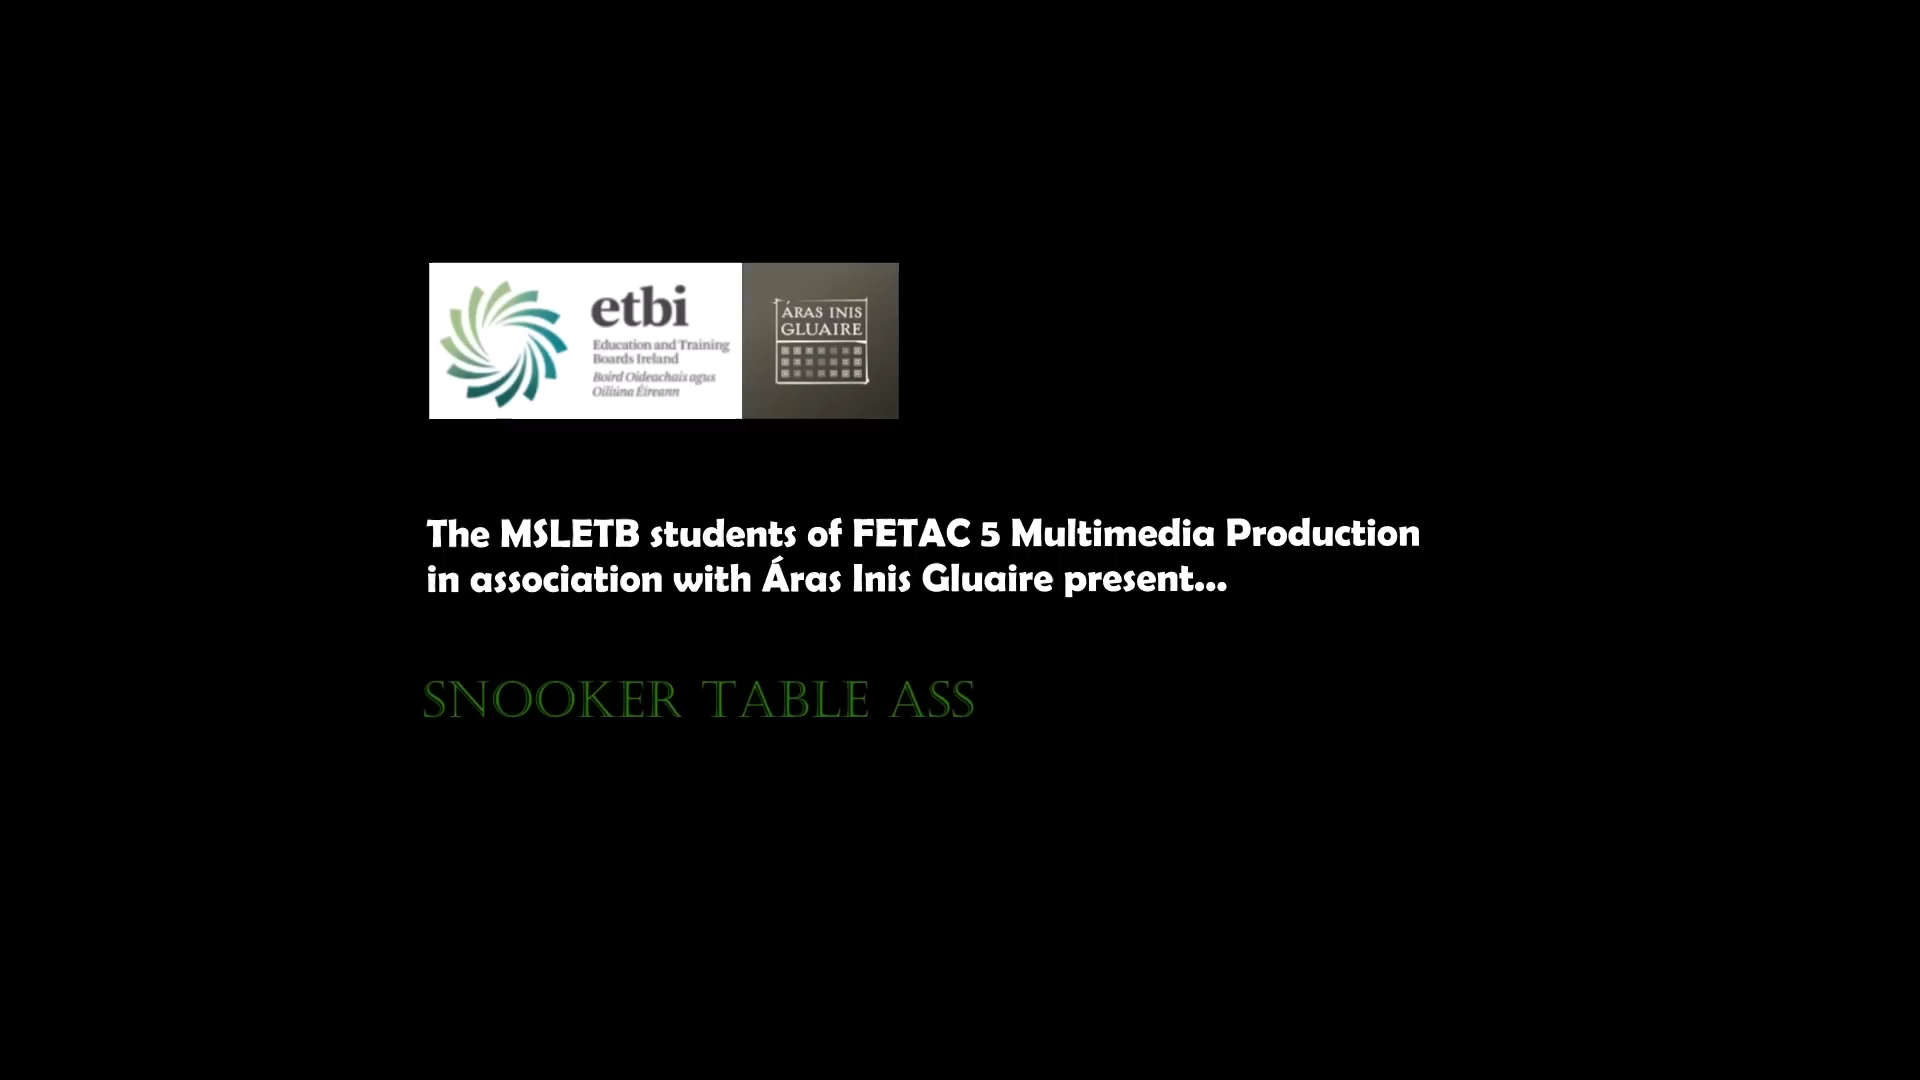 etbi
Education and Training
Boards Ireland
Boird Oideachais agus
Oiliúna Éireann
ÁRAS INIS
GLUAIRE
The MSLETB students of FETAC 5 Multimedia Production
in association with Áras Inis Gluaire present...
SNOOKER TABLE ASS